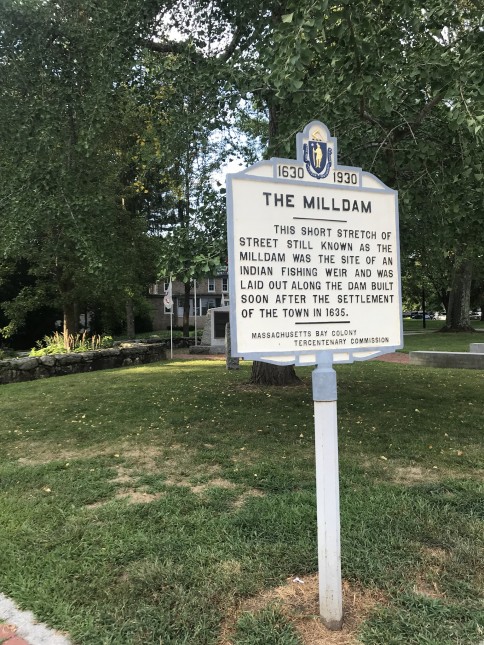 1630 1930
THE MILLDAM
THIS SHORT STRETCH OF
STREET STILL KNOWN AS THE
MILLDAM WAS THE SITE OF AN
INDIAN FISHING WEIR AND WAS
LAID OUT ALONG THE DAM BUILT
SOON AFTER THE SETTLEMENT
OF THE TOWN IN 1635.
MASSACHUSETTS BAY COLONY
TERCENTENARY COMMISSION